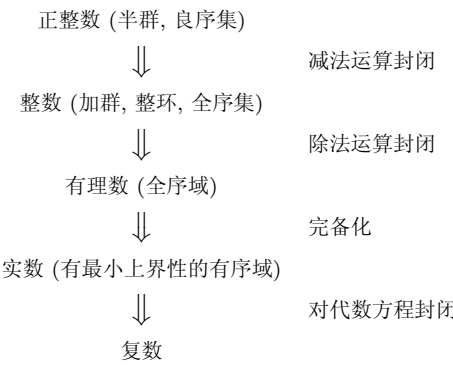 正整数 (半群, 良序集)
⇓ 减法运算封闭
整数 (加群, 整环, 全序集)
⇓ 除法运算封闭
有理数 (全序域)
⇓ 完备化
实数 (有最小上界性的有序域)
⇓ 对代数方程封闭
复数